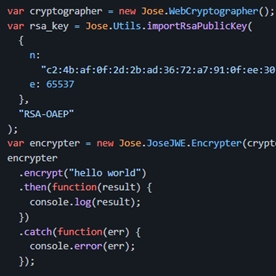 var cryptographer = new Jose.WebCryptographer();
var rsa_key = Jose.Utils.importRsaPublicKey(
{
n:
"c2:4b:af:0f:2d:2b:ad:36:72:a7:91:0f:ee:30
e: 65537
},
"RSA-OAEP"
);
var encrypter = new Jose.JoseJWE.Encrypter(crypt
encrypter
.encrypt("hello world")
.then(function(result) {
console.log(result);
})
.catch(function(err) {
console.error(err);
});